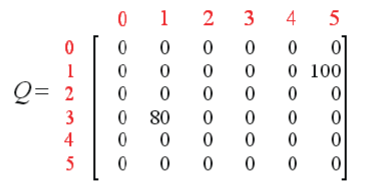 0 1 2 3 4 5
0 0 0 0 0 0 0
1 0 0 0 0 0 100
Q= 2 0 0 0 0 0 0
3 0 80 0 0 0 0
4 0 0 0 0 0 0
5 0 0 0 0 0 0